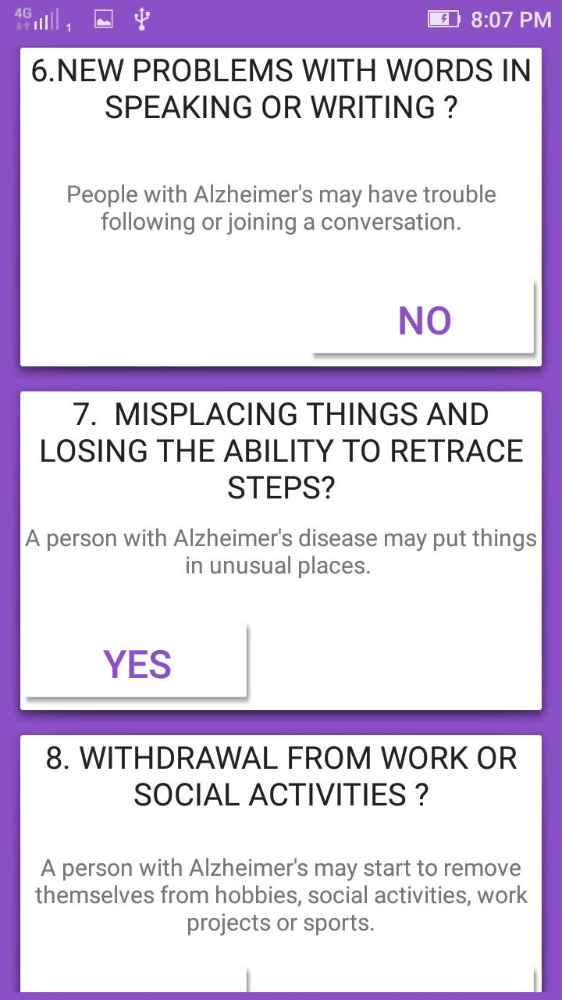 4G 1 8:07 PM
6.NEW PROBLEMS WITH WORDS IN
SPEAKING OR WRITING ?
People with Alzheimer's may have trouble
following or joining a conversation.
NO
7.  MISPLACING THINGS AND
LOSING THE ABILITY TO RETRACE
STEPS?
A person with Alzheimer's disease may put things
in unusual places.
YES
8. WITHDRAWAL FROM WORK OR
SOCIAL ACTIVITIES ?
A person with Alzheimer's may start to remove
themselves from hobbies, social activities, work
projects or sports.